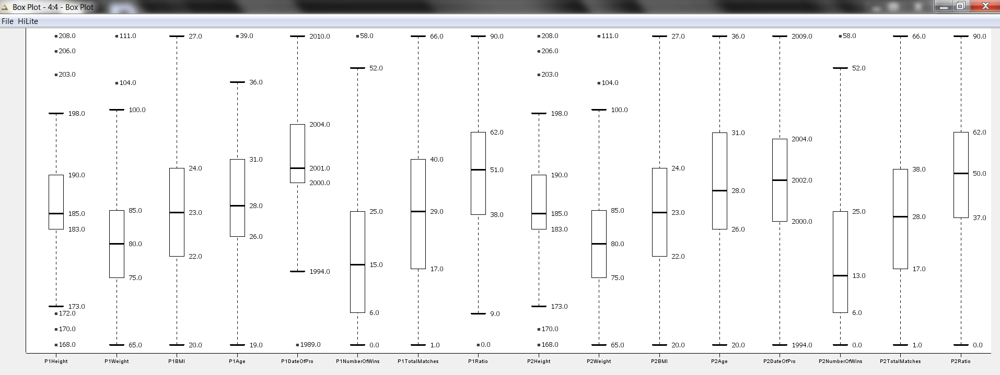 Box Plot - 4:4 - Box Plot
File HiLite
208.0 111.0 27.0 39.0 2010.0 58.0 66.0 90.0 208.0 111.0 27.0 36.0 2009.0 58.0 66.0 90.0
206.0 206.0
52.0 52.0
203.0 203.0
104.0 36.0 104.0
198.0 100.0 198.0 100.0
2004.0
62.0 31.0 62.0
2004.0
31.0 40.0
24.0 2001.0 51.0 24.0 38.0
190.0 190.0 50.0
2000.0 2002.0
28.0
28.0
85.0 23.0 25.0 29.0 85.0 23.0 25.0
185.0 38.0 185.0 28.0 37.0
2000.0
183.0 183.0 26.0
26.0
80.0 80.0
22.0 22.0
15.0
17.0 17.0
1994.0
75.0 75.0 13.0
173.0 173.0
172.0 6.0 9.0 6.0
170.0 170.0
168.0 65.0 20.0 19.0 1989.0 0.0 1.0 0.0 168.0 65.0 20.0 20.0 1994.0 0.0 1.0 0.0
P1Height P1Weight P1BMI P1Age P1DateOfPro P1NumberOfWins P1TotalMatches P1Ratio P2Height P2Weight P2BMI P2Age P2DateOfPro P2NumberOfWins P2TotalMatches P2Ratio